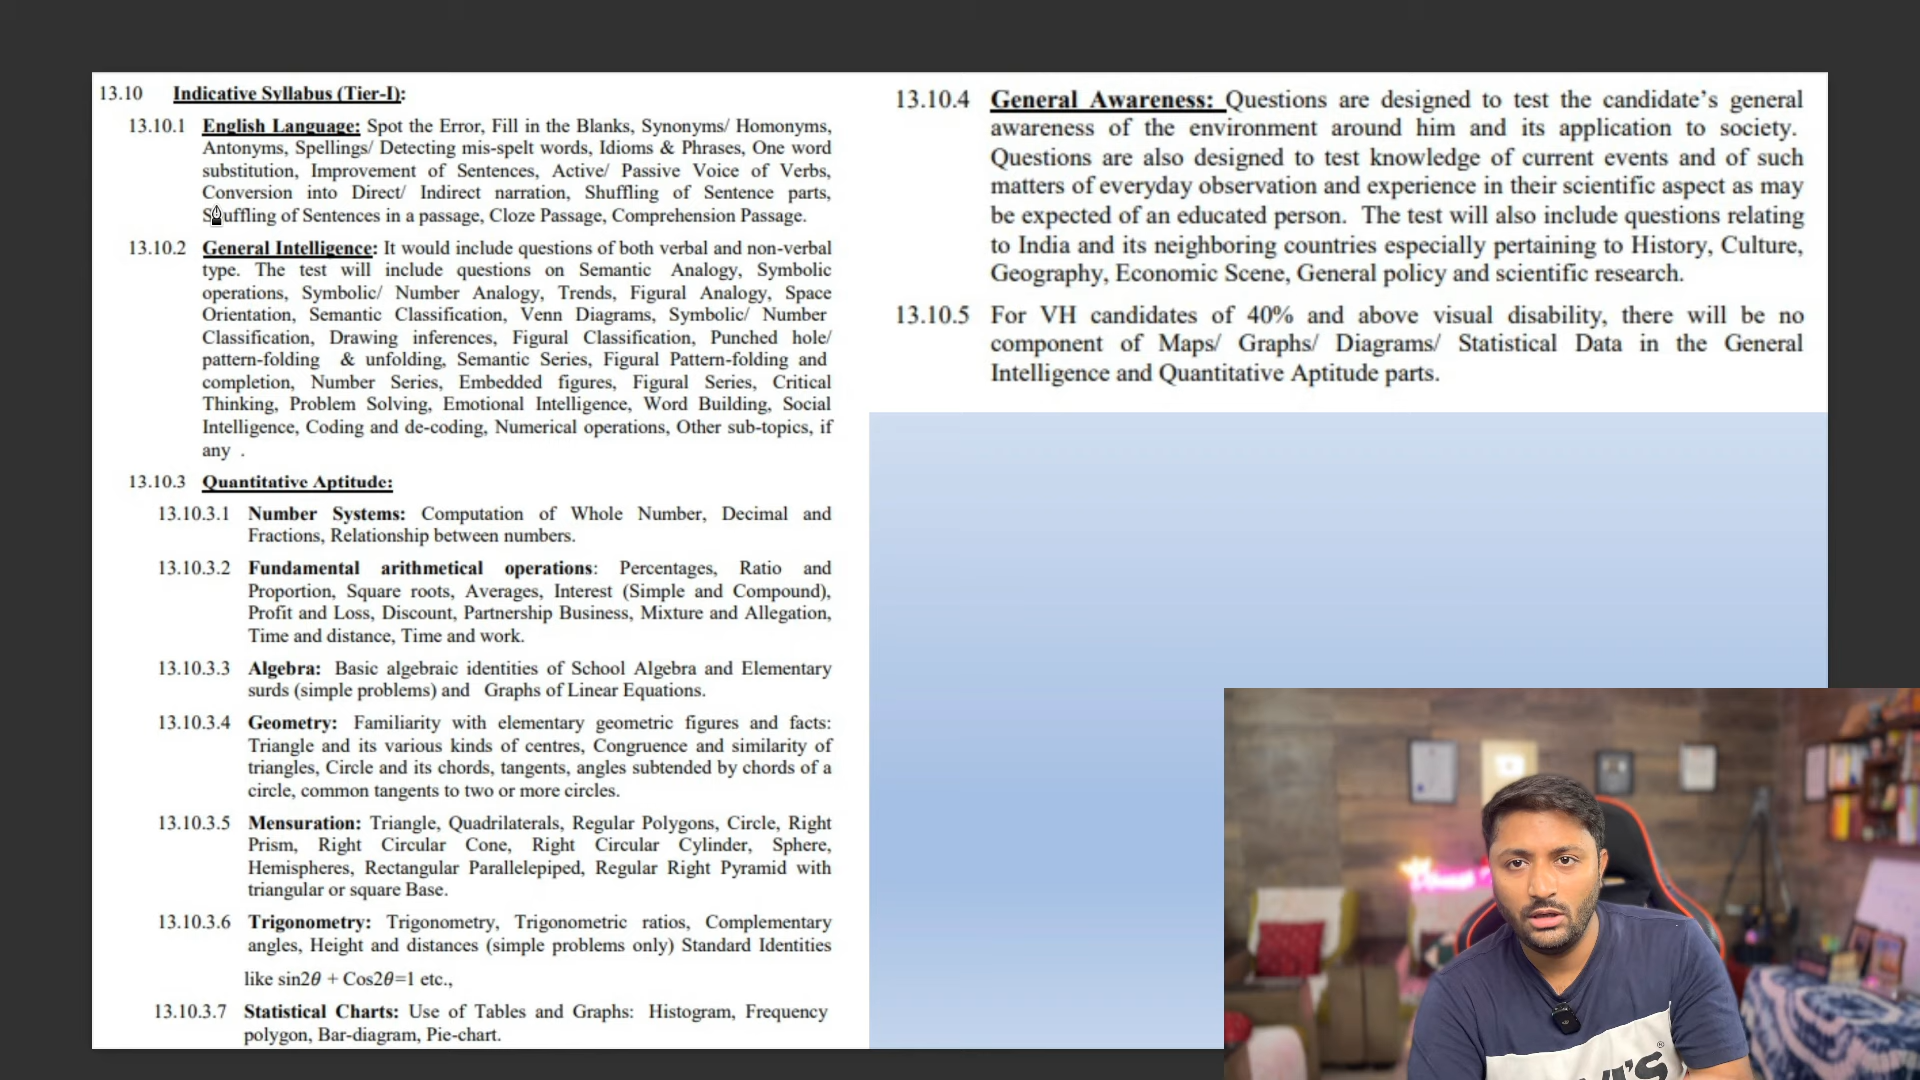 13.10 Indicative Syllabus (Tier-I):
13.10.1 English Language: Spot the Error, Fill in the Blanks, Synonyms/ Homonyms,
Antonyms, Spellings/ Detecting mis-spelt words, Idioms & Phrases, One word
substitution, Improvement of Sentences, Active/ Passive Voice of Verbs,
Conversion into Direct/ Indirect narration, Shuffling of Sentence parts,
Shuffling of Sentences in a passage, Cloze Passage, Comprehension Passage.
13.10.2 General Intelligence: It would include questions of both verbal and non-verbal
type. The test will include questions on Semantic Analogy, Symbolic
operations, Symbolic/ Number Analogy, Trends, Figural Analogy, Space
Orientation, Semantic Classification, Venn Diagrams, Symbolic/ Number
Classification, Drawing inferences, Figural Classification, Punched hole/
pattern-folding & unfolding, Semantic Series, Figural Pattern-folding and
completion, Number Series, Embedded figures, Figural Series, Critical
Thinking, Problem Solving, Emotional Intelligence, Word Building, Social
Intelligence, Coding and de-coding, Numerical operations, Other sub-topics, if
any .
13.10.3 Quantitative Aptitude:
13.10.3.1 Number Systems: Computation of Whole Number, Decimal and
Fractions, Relationship between numbers.
13.10.3.2 Fundamental arithmetical operations: Percentages, Ratio and
Proportion, Square roots, Averages, Interest (Simple and Compound),
Profit and Loss, Discount, Partnership Business, Mixture and Allegation,
Time and distance, Time and work.
13.10.3.3 Algebra: Basic algebraic identities of School Algebra and Elementary
surds (simple problems) and Graphs of Linear Equations.
13.10.3.4 Geometry: Familiarity with elementary geometric figures and facts:
Triangle and its various kinds of centres, Congruence and similarity of
triangles, Circle and its chords, tangents, angles subtended by chords of a
circle, common tangents to two or more circles.
13.10.3.5 Mensuration: Triangle, Quadrilaterals, Regular Polygons, Circle, Right
Prism, Right Circular Cone, Right Circular Cylinder, Sphere,
Hemispheres, Rectangular Parallelepiped, Regular Right Pyramid with
triangular or square Base.
13.10.3.6 Trigonometry: Trigonometry, Trigonometric ratios, Complementary
angles, Height and distances (simple problems only) Standard Identities
like sin2θ + Cos2θ=1 etc.,
13.10.3.7 Statistical Charts: Use of Tables and Graphs: Histogram, Frequency
polygon, Bar-diagram, Pie-chart.
13.10.4 General Awareness: Questions are designed to test the candidate's general
awareness of the environment around him and its application to society.
Questions are also designed to test knowledge of current events and of such
matters of everyday observation and experience in their scientific aspect as may
be expected of an educated person. The test will also include questions relating
to India and its neighboring countries especially pertaining to History, Culture,
Geography, Economic Scene, General policy and scientific research.
13.10.5 For VH candidates of 40% and above visual disability, there will be no
component of Maps/ Graphs/ Diagrams/ Statistical Data in the General
Intelligence and Quantitative Aptitude parts.